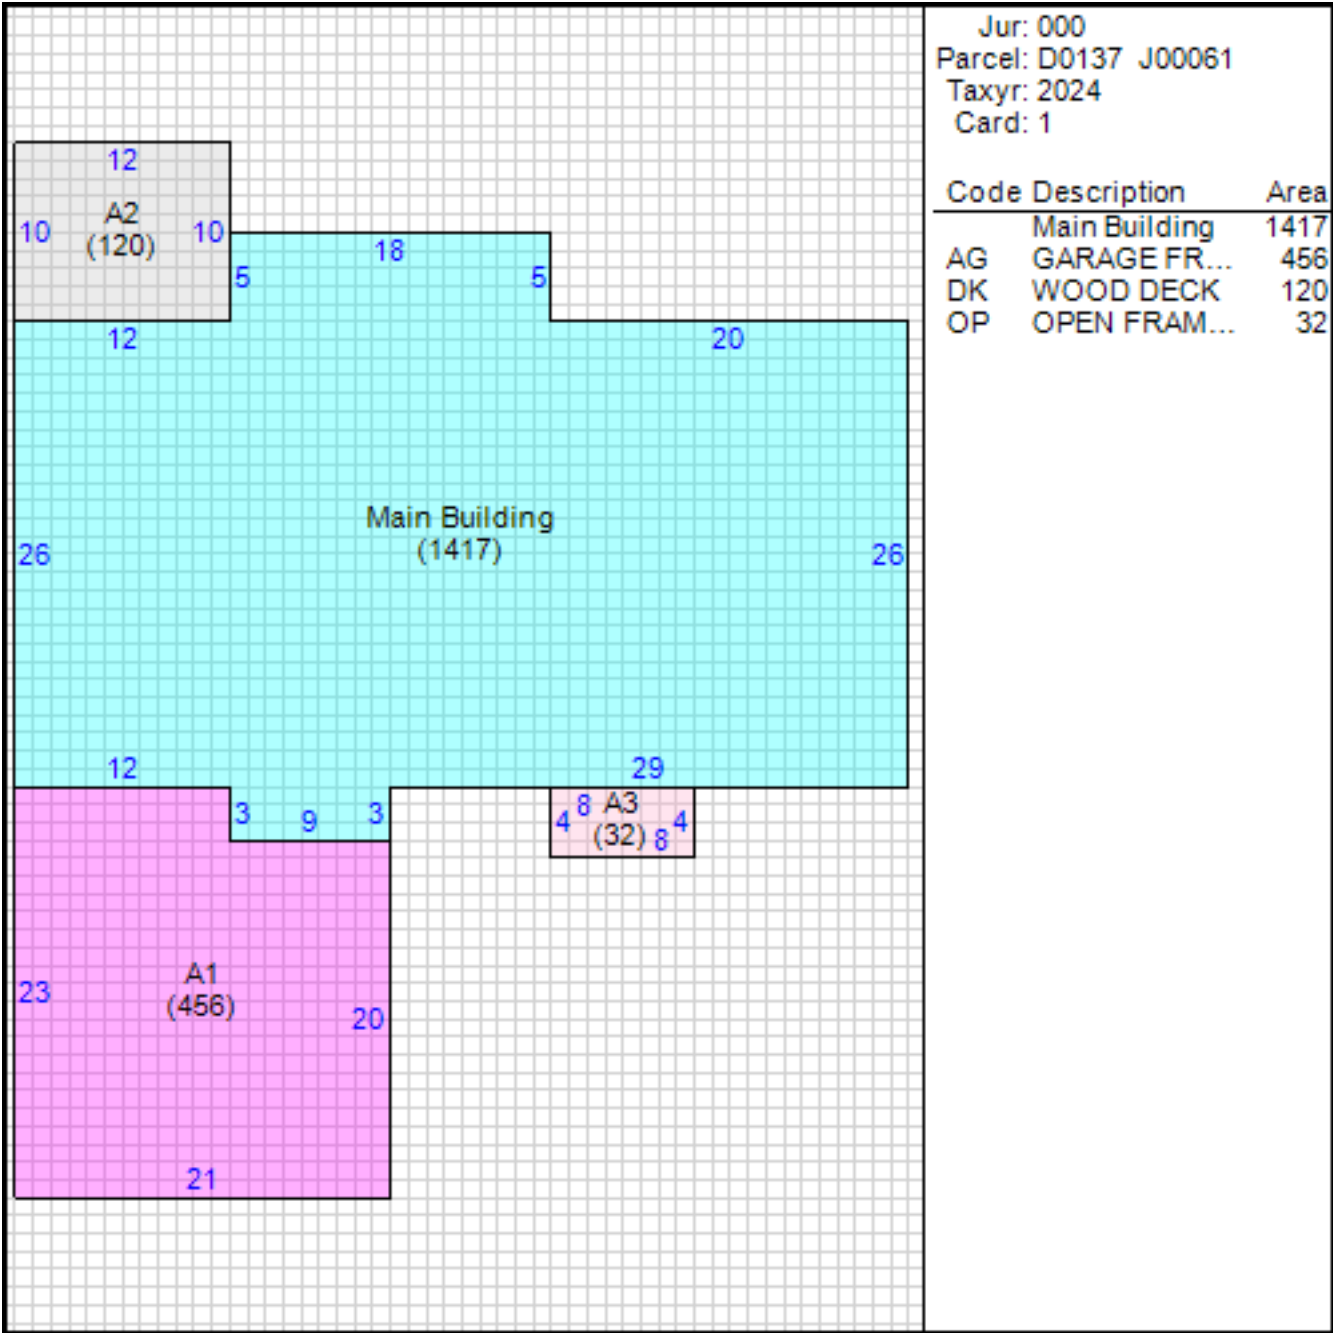 Jur: 000
Parcel: D0137 J00061
Taxyr: 2024
Card: 1
Code Description Area
Main Building 1417
AG GARAGE FR... 456
DK WOOD DECK 120
OP OPEN FRAM... 32
12
A2
10 10
(120)
18
5 5
12 20
Main Building
(1417)
26 26
12 29
3 9 3
8 A3
4 4
(32) 8
A1
23
(456)
20
21